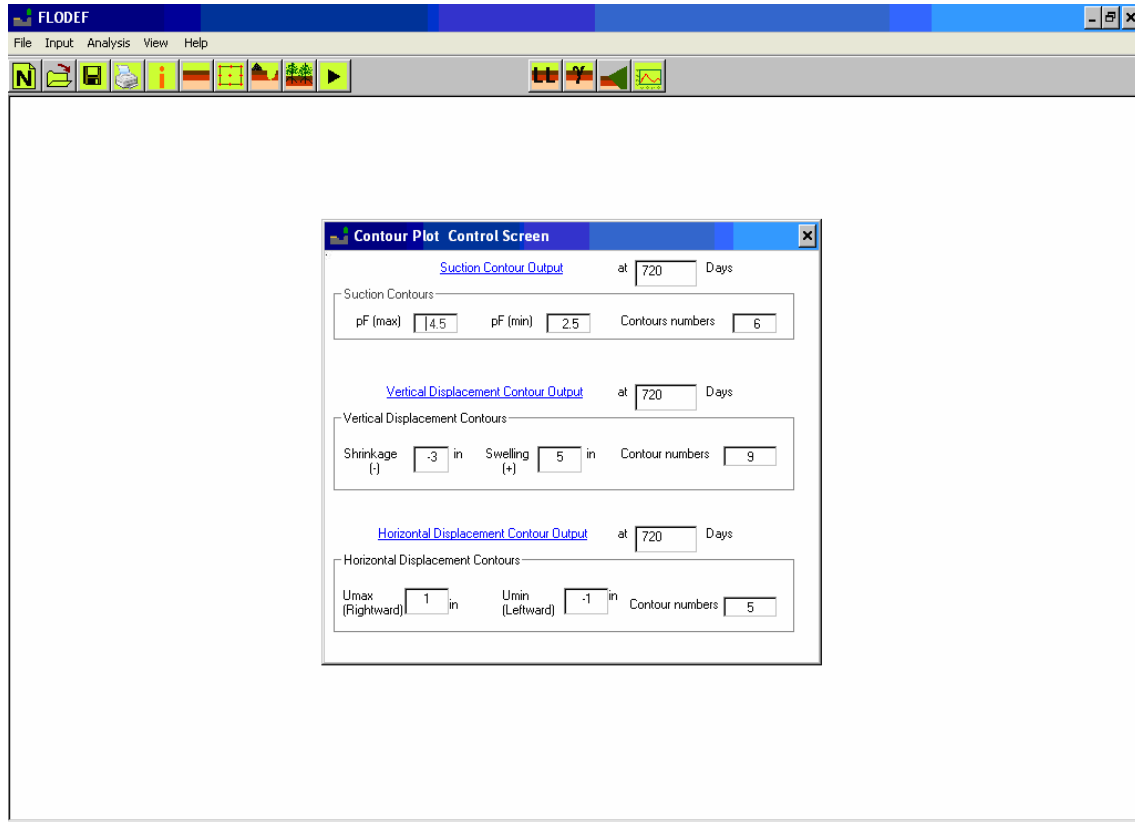 FLODEF
File Input Analysis View Help
N i LL γ
Contour Plot Control Screen
Suction Contour Output at 720 Days
Suction Contours
pF (max) 4.5 pF (min) 2.5 Contours numbers 6
Vertical Displacement Contour Output at 720 Days
Vertical Displacement Contours
Shrinkage (-) -3 in Swelling (+) 5 in Contour numbers 9
Horizontal Displacement Contour Output at 720 Days
Horizontal Displacement Contours
Umax (Rightward) 1 in Umin (Leftward) -1 in Contour numbers 5